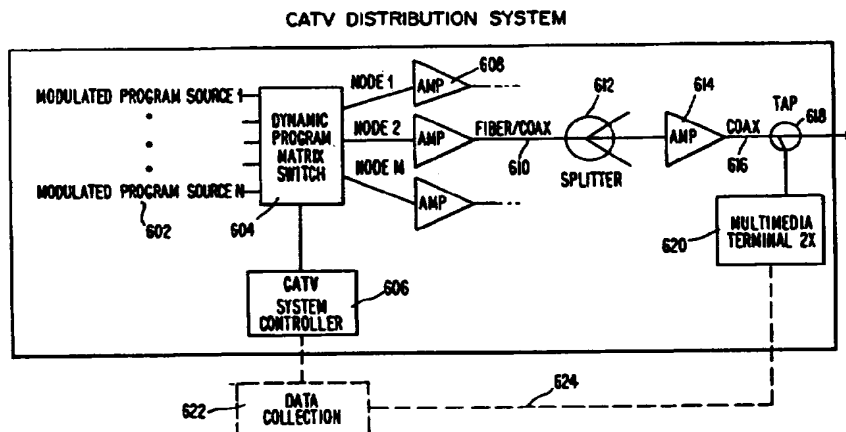 CATV DISTRIBUTION SYSTEM
MODULATED PROGRAM SOURCE 1
MODULATED PROGRAM SOURCE N
602
DYNAMIC
PROGRAM
MATRIX
SWITCH
604
NODE 1
NODE 2
NODE M
AMP
608
AMP
AMP
FIBER/COAX
610
612
SPLITTER
614
AMP
COAX
616
TAP
618
620
MULTIMEDIA
TERMINAL 2X
CATV
SYSTEM
CONTROLLER
606
622
DATA
COLLECTION
624